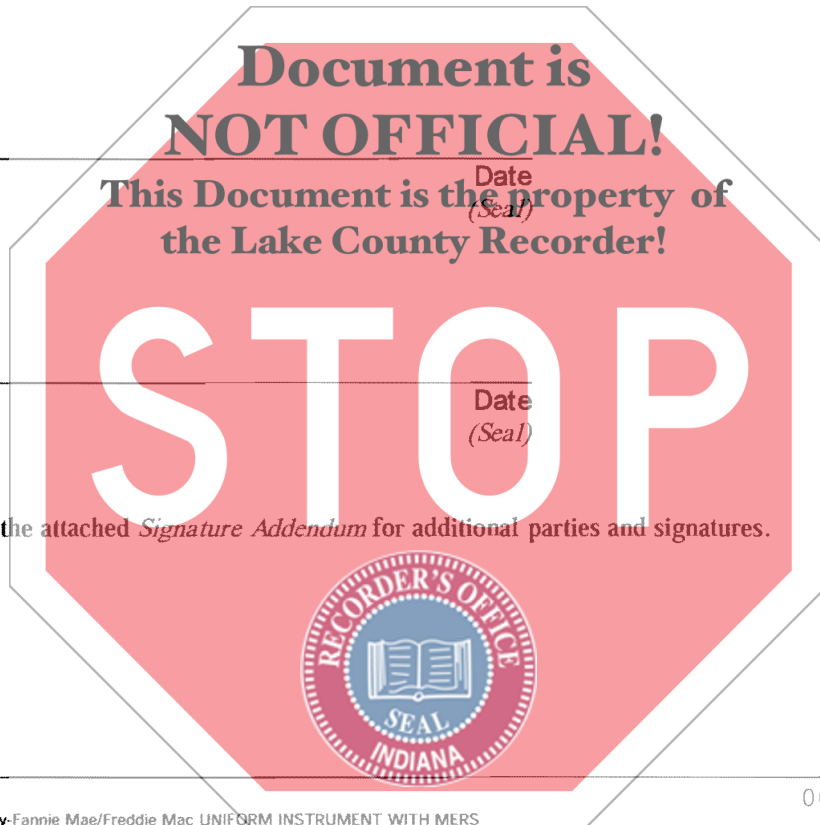 Document is
NOT OFFICIAL!
Date
This Document is the property of
(Seal)
the Lake County Recorder!
STOP
Date
(Seal)
the attached Signature Addendum for additional parties and signatures.
RECORDER'S OFFICE
SEAL
INDIANA
Fannie Mae/Freddie Mac UNIFORM INSTRUMENT WITH MERS